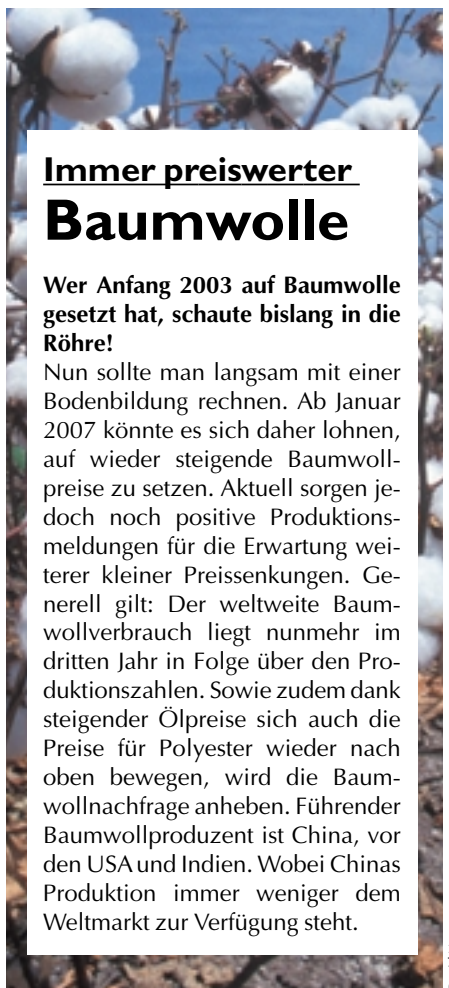 Immer preiswerter
Baumwolle
Wer Anfang 2003 auf Baumwolle
gesetzt hat, schaute bislang in die
Röhre!
Nun sollte man langsam mit einer
Bodenbildung rechnen. Ab Januar
2007 könnte es sich daher lohnen,
auf wieder steigende Baumwoll-
preise zu setzen. Aktuell sorgen je-
doch noch positive Produktions-
meldungen für die Erwartung wei-
terer kleiner Preissenkungen. Ge-
nerell gilt: Der weltweite Baum-
wollverbrauch liegt nunmehr im
dritten Jahr in Folge über den Pro-
duktionszahlen. Sowie zudem dank
steigender Ölpreise sich auch die
Preise für Polyester wieder nach
oben bewegen, wird die Baum-
wollnachfrage anheben. Führender
Baumwollproduzent ist China, vor
den USA und Indien. Wobei Chinas
Produktion immer weniger dem
Weltmarkt zur Verfügung steht.